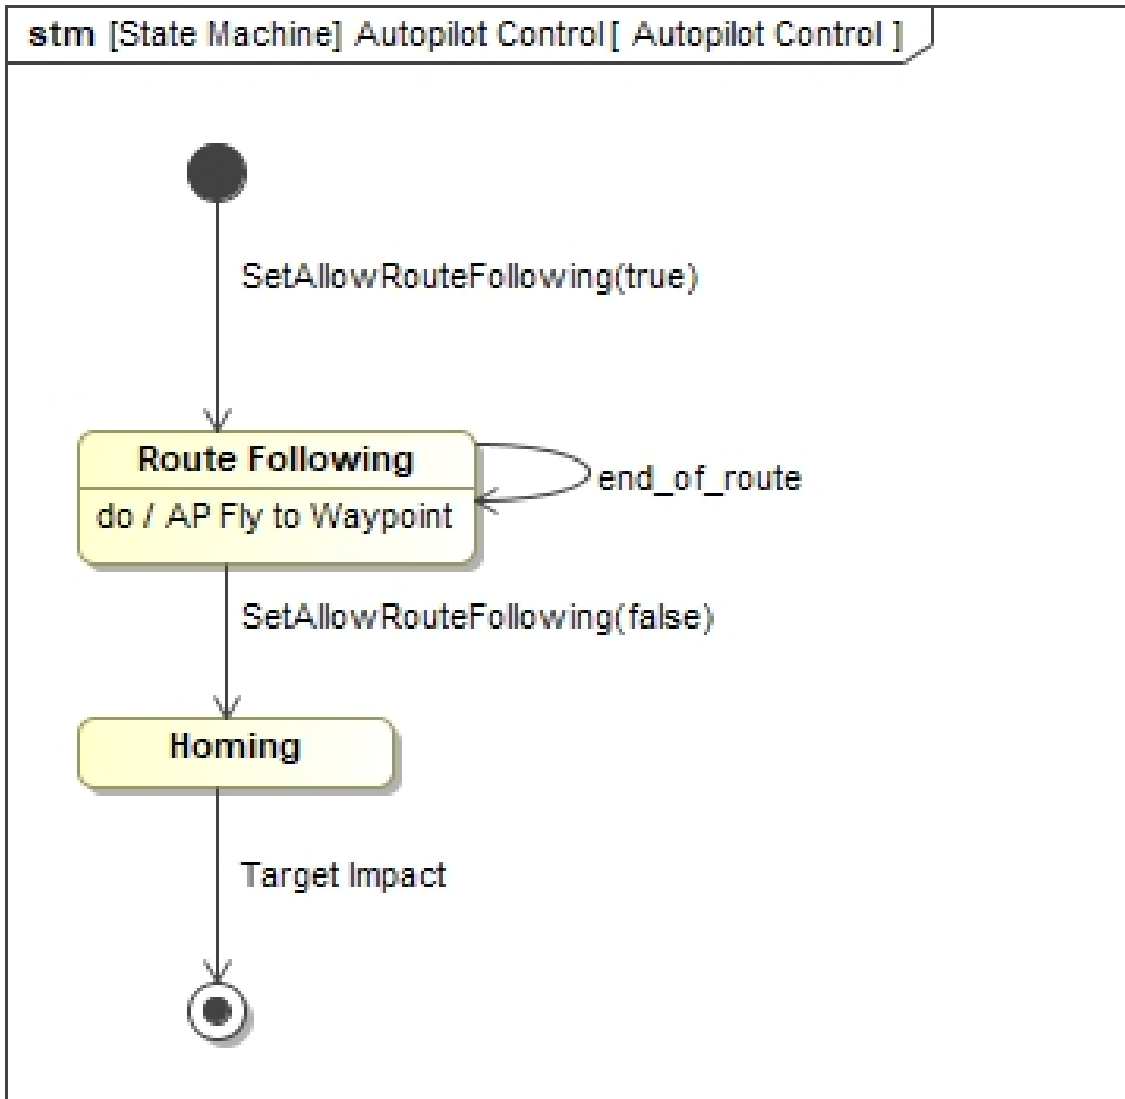 stm [State Machine] Autopilot Control[ Autopilot Control ]
SetAllowRouteFollowing(true)
Route Following
end_of_route
do / AP Fly to Waypoint
SetAllowRouteFollowing(false)
Homing
Target Impact